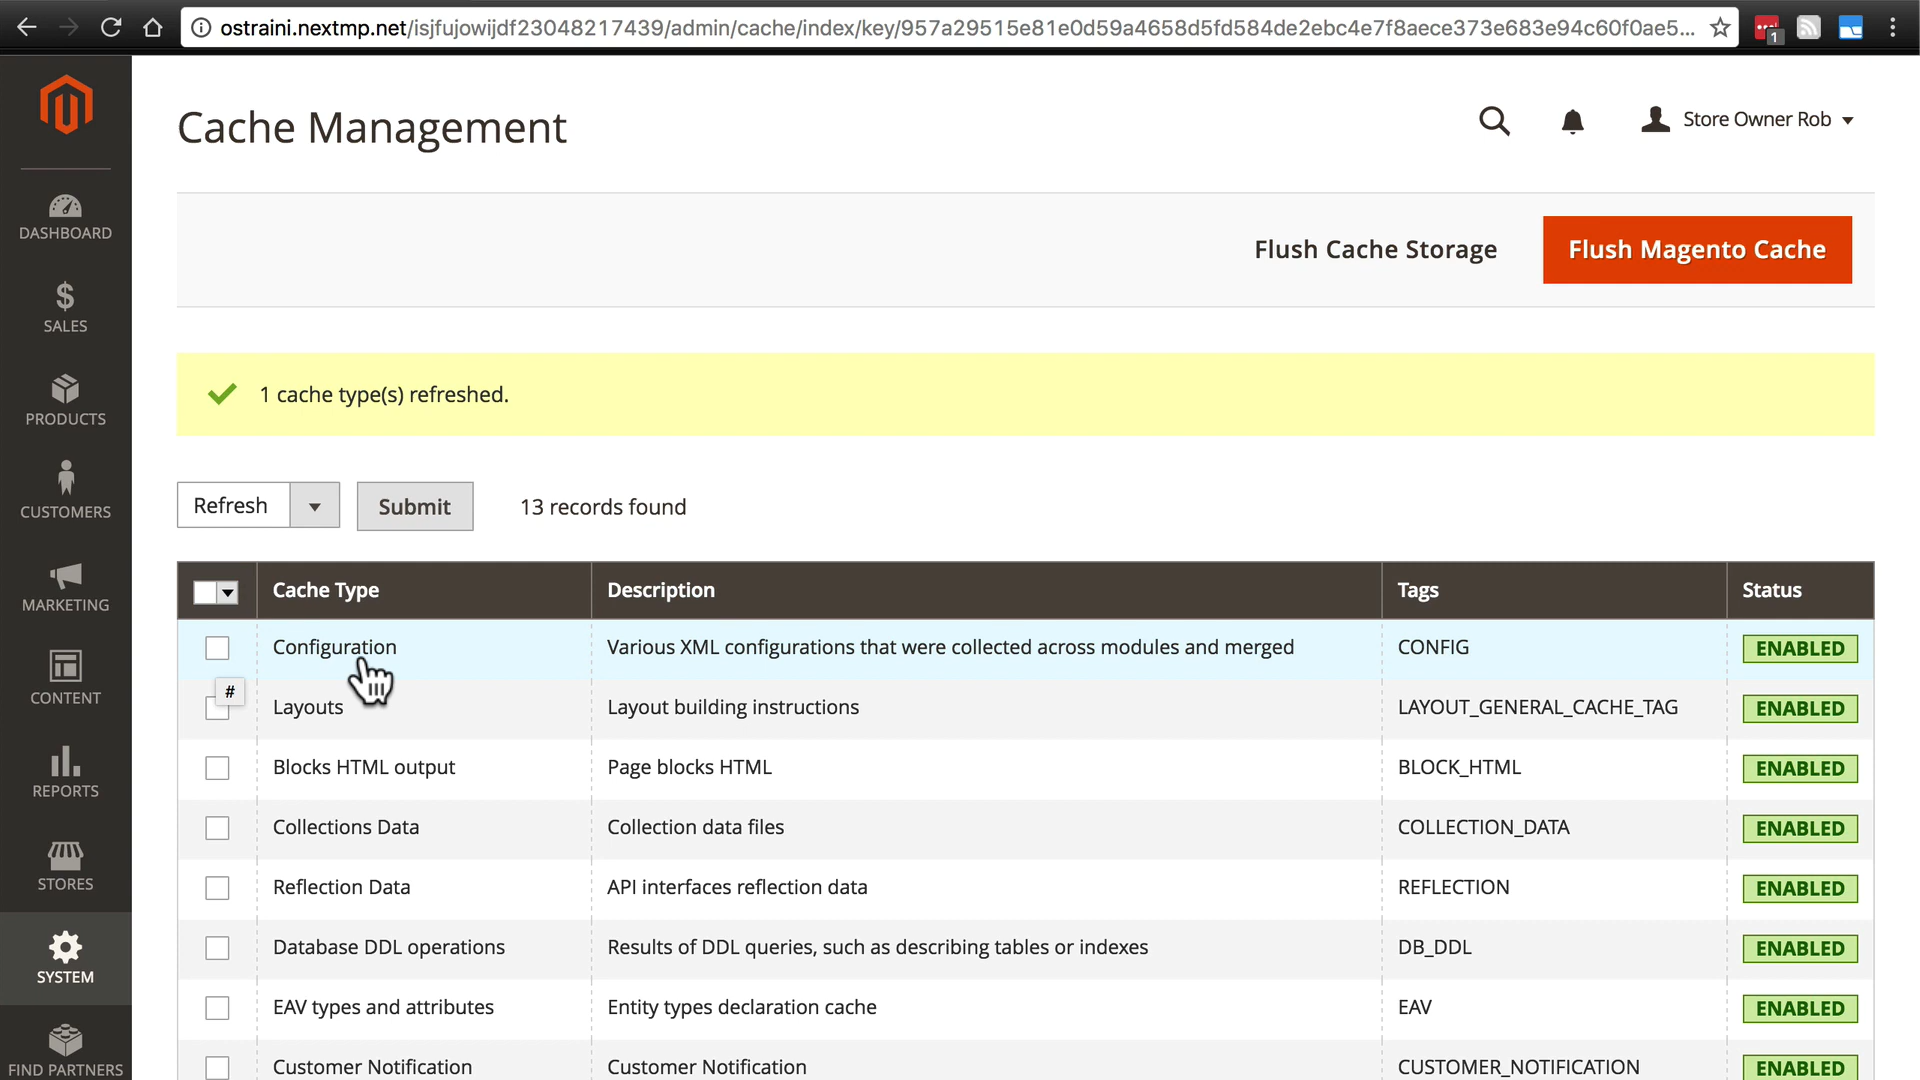 ostraini.nextmp.net/isjfujowijdf23048217439/admin/cache/index/key/957a29515e81e0d59a4658d5fd584de2ebc4e7f8aece373e683e94c60f0ae5...
1
Cache Management
Store Owner Rob
DASHBOARD
SALES
PRODUCTS
CUSTOMERS
MARKETING
CONTENT
REPORTS
STORES
SYSTEM
FIND PARTNERS
Flush Cache Storage
Flush Magento Cache
1 cache type(s) refreshed.
Refresh
Submit
13 records found
Cache Type Description Tags Status
Configuration Various XML configurations that were collected across modules and merged CONFIG ENABLED
#
Layouts Layout building instructions LAYOUT_GENERAL_CACHE_TAG ENABLED
Blocks HTML output Page blocks HTML BLOCK_HTML ENABLED
Collections Data Collection data files COLLECTION_DATA ENABLED
Reflection Data API interfaces reflection data REFLECTION ENABLED
Database DDL operations Results of DDL queries, such as describing tables or indexes DB_DDL ENABLED
EAV types and attributes Entity types declaration cache EAV ENABLED
Customer Notification Customer Notification CUSTOMER_NOTIFICATION ENABLED